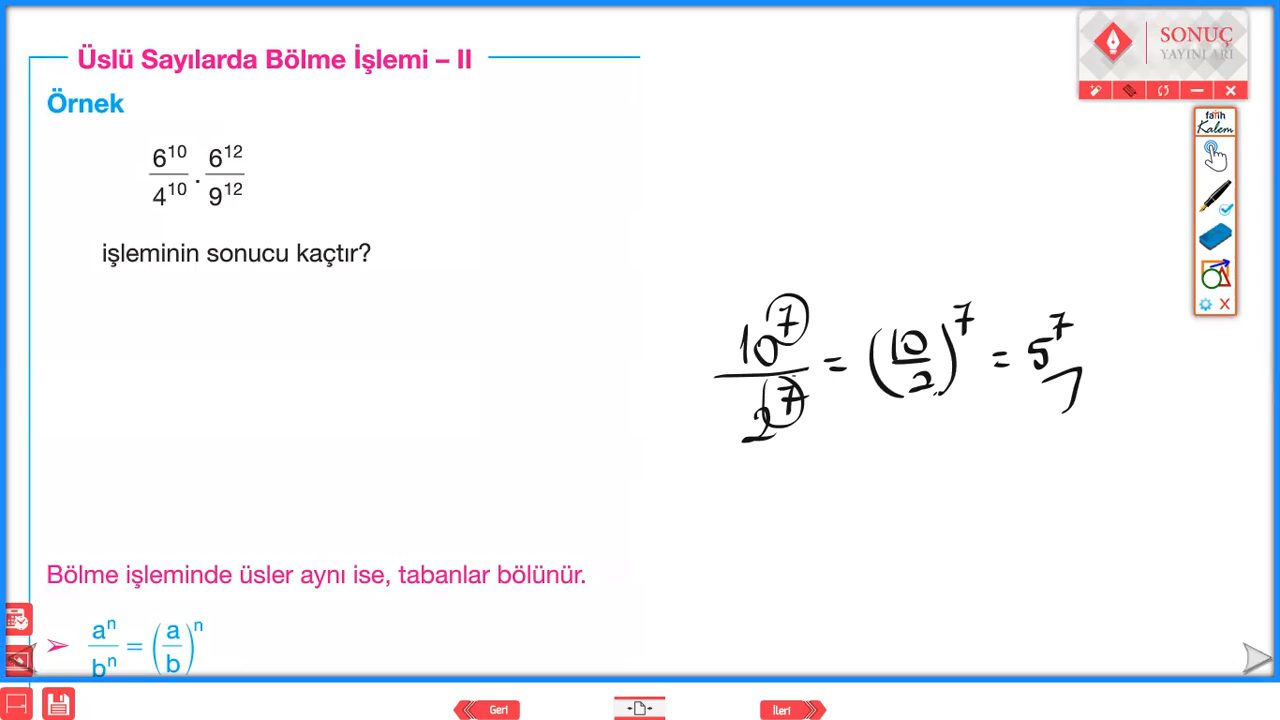 Üslü Sayılarda Bölme İşlemi – II
Örnek
6¹⁰/4¹⁰ . 6¹²/9¹²
işleminin sonucu kaçtır?
10⁷/2⁷ = (10/2)⁷ = 5⁷
Bölme işleminde üsler aynı ise, tabanlar bölünür.
➢ aⁿ/bⁿ = (a/b)ⁿ
SONUÇ
YAYINLARI
fatih
Kalem
Geri
İleri